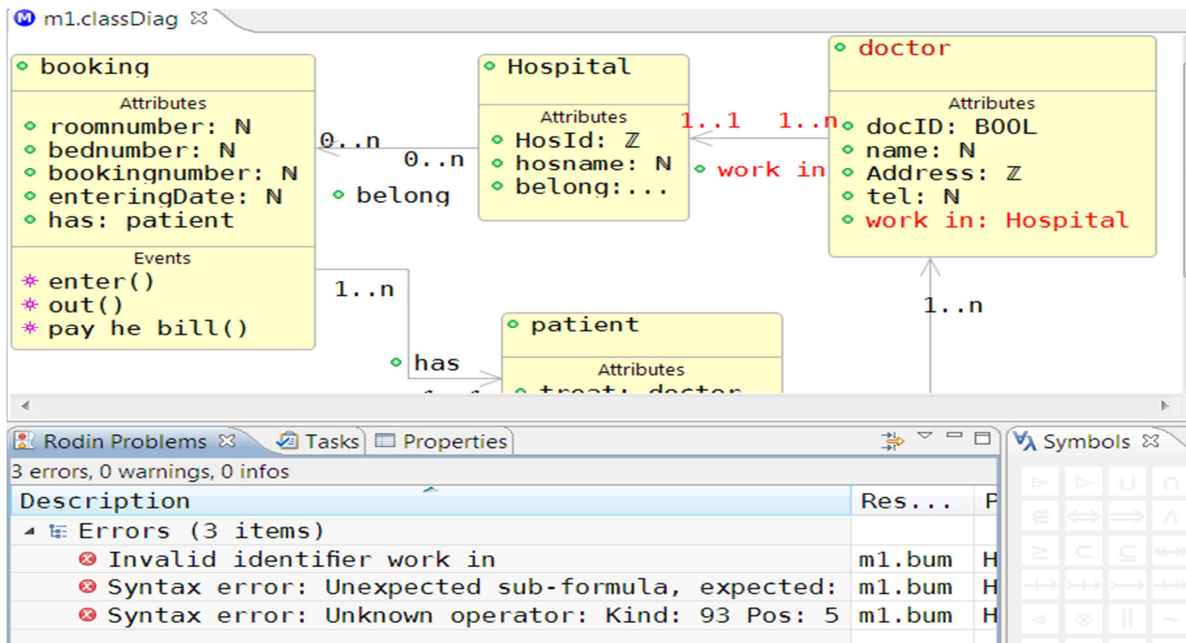 m1.classDiag
booking
Attributes
roomnumber: ℕ
bednumber: ℕ
bookingnumber: ℕ
enteringDate: ℕ
has: patient
Events
enter()
out()
pay he bill()
0..n
0..n
belong
Hospital
Attributes
HosId: ℤ
hosname: ℕ
belong:...
1..1 1..n
work in
doctor
Attributes
docID: BOOL
name: ℕ
Address: ℤ
tel: ℕ
work in: Hospital
1..n
1..n
has
patient
Attributes
treat: doctor
Rodin Problems
Tasks
Properties
Symbols
3 errors, 0 warnings, 0 infos
Description Res... P
Errors (3 items)
Invalid identifier work in m1.bum H
Syntax error: Unexpected sub-formula, expected: m1.bum H
Syntax error: Unknown operator: Kind: 93 Pos: 5 m1.bum H